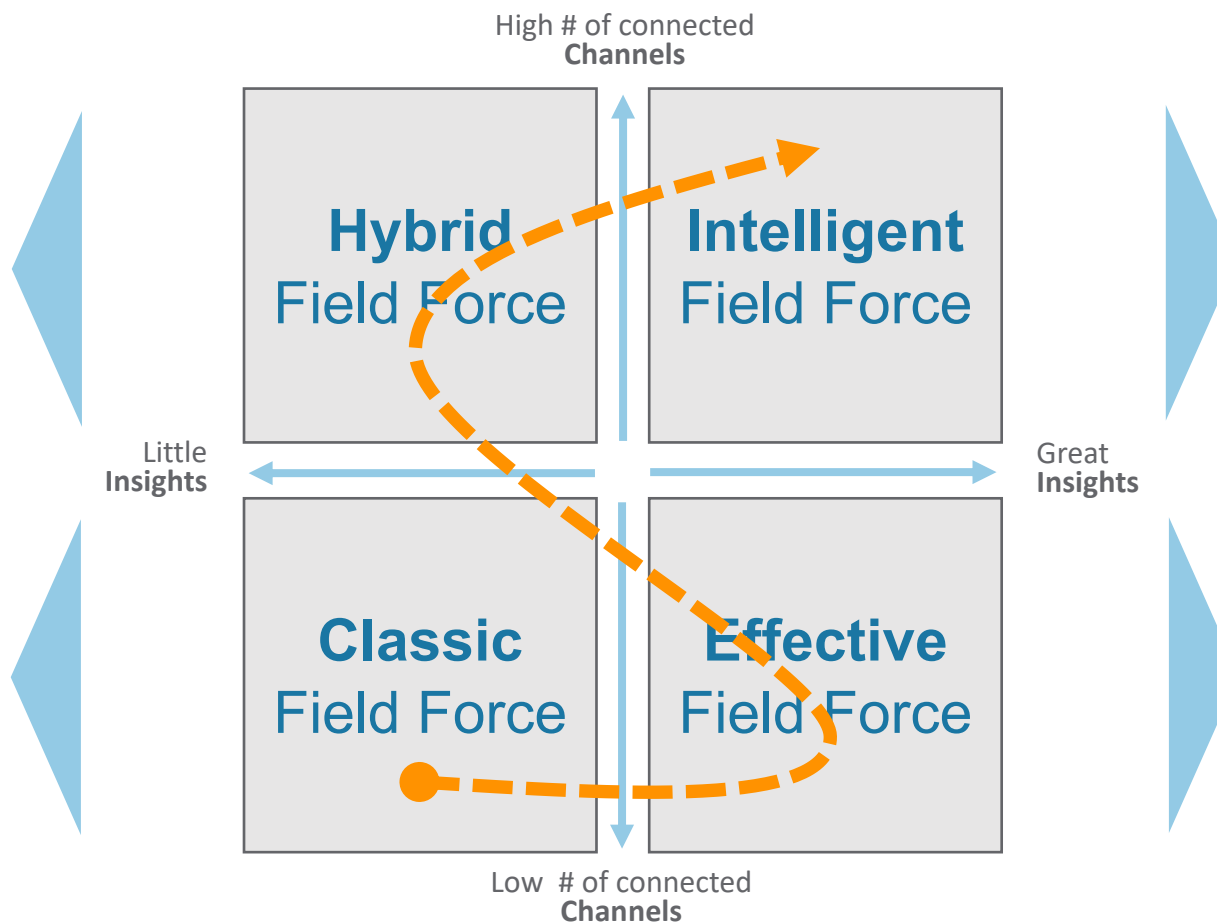 High # of connected
Channels
Hybrid
Field Force
Intelligent
Field Force
Little
Insights
Great
Insights
Classic
Field Force
Effective
Field Force
Low  # of connected
Channels